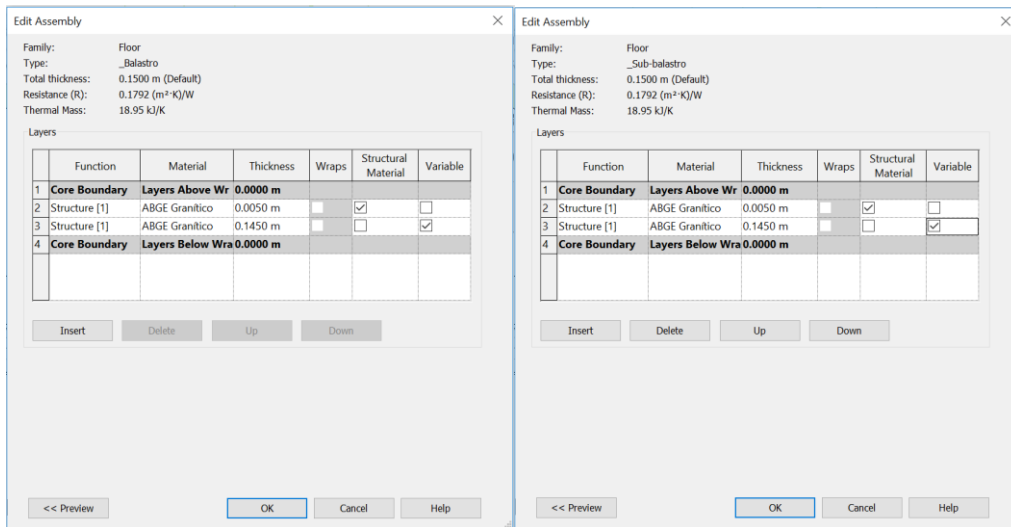 Edit Assembly
Family: Floor
Type: _Balastro
Total thickness: 0.1500 m (Default)
Resistance (R): 0.1792 (m²·K)/W
Thermal Mass: 18.95 kJ/K
Layers
Function Material Thickness Wraps Structural Material Variable
1 Core Boundary Layers Above Wr 0.0000 m
2 Structure [1] ABGE Granítico 0.0050 m
3 Structure [1] ABGE Granítico 0.1450 m
4 Core Boundary Layers Below Wra 0.0000 m
Insert Delete Up Down
<< Preview OK Cancel Help
Edit Assembly
Family: Floor
Type: _Sub-balastro
Total thickness: 0.1500 m (Default)
Resistance (R): 0.1792 (m²·K)/W
Thermal Mass: 18.95 kJ/K
Layers
Function Material Thickness Wraps Structural Material Variable
1 Core Boundary Layers Above Wr 0.0000 m
2 Structure [1] ABGE Granítico 0.0050 m
3 Structure [1] ABGE Granítico 0.1450 m
4 Core Boundary Layers Below Wra 0.0000 m
Insert Delete Up Down
<< Preview OK Cancel Help